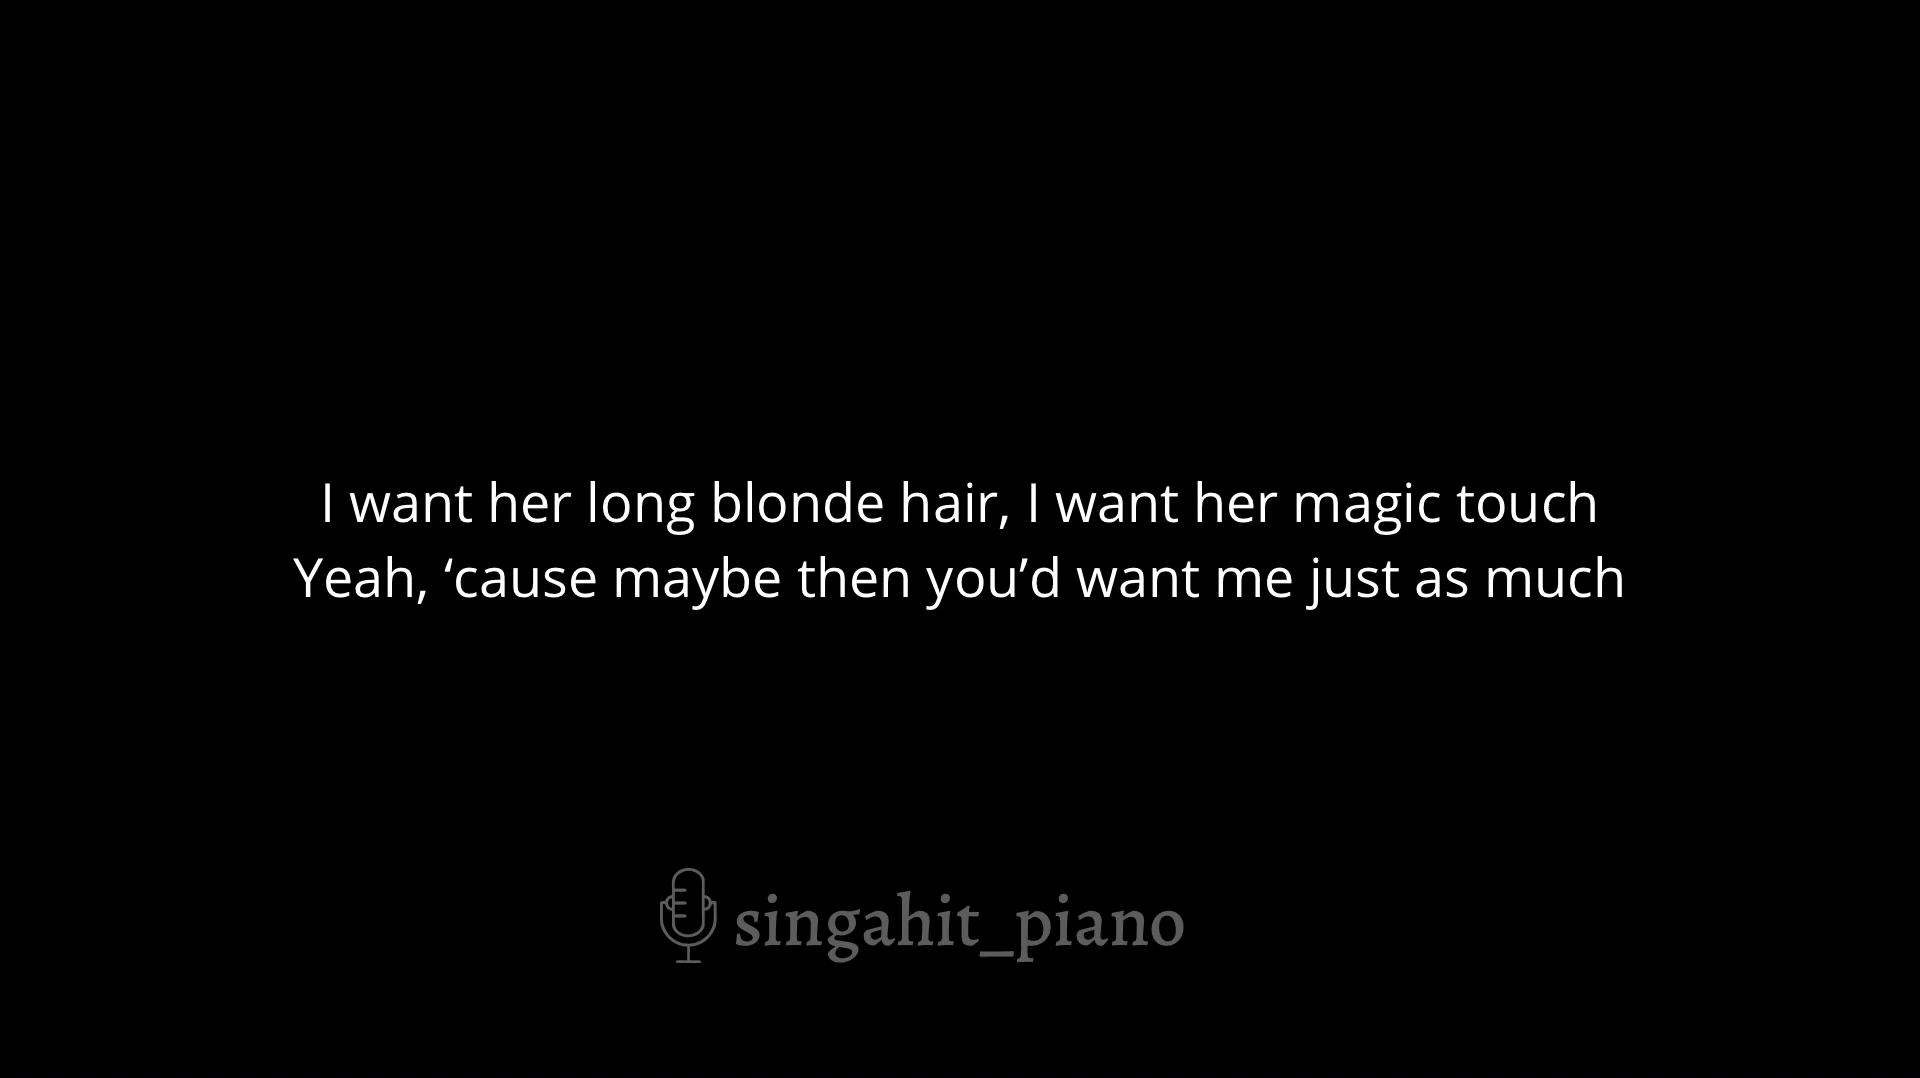 I want her long blonde hair, I want her magic touch
Yeah, ‘cause maybe then you’d want me just as much
singahit_piano